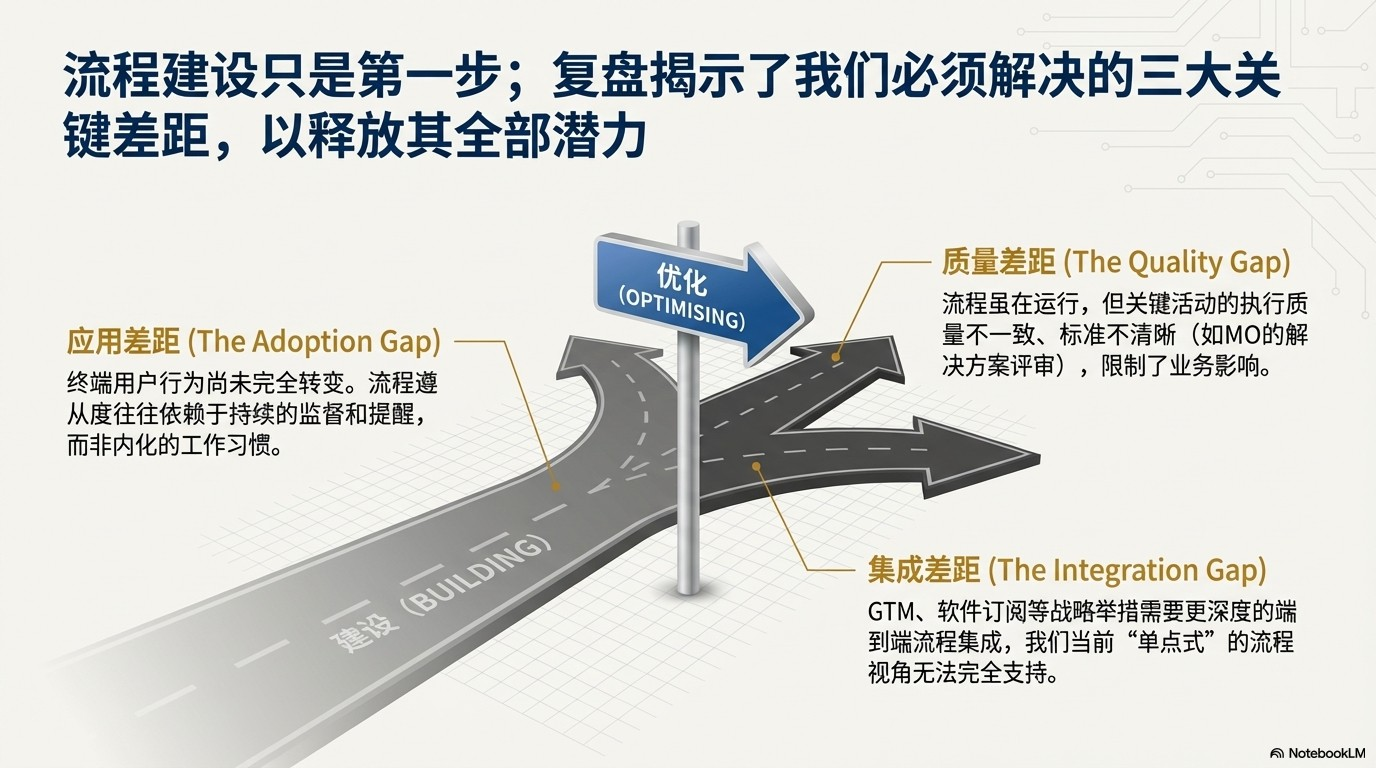 流程建设只是第一步；复盘揭示了我们必须解决的三大关
键差距，以释放其全部潜力
优化
(OPTIMISING)
质量差距 (The Quality Gap)
流程虽在运行，但关键活动的执行质
量不一致、标准不清晰（如MO的解
决方案评审），限制了业务影响。
应用差距 (The Adoption Gap)
终端用户行为尚未完全转变。流程遵
从度往往依赖于持续的监督和提醒，
而非内化的工作习惯。
建设（BUILDING）
集成差距 (The Integration Gap)
GTM、软件订阅等战略举措需要更深度的端
到端流程集成，我们当前“单点式”的流程
视角无法完全支持。
NotebookLM